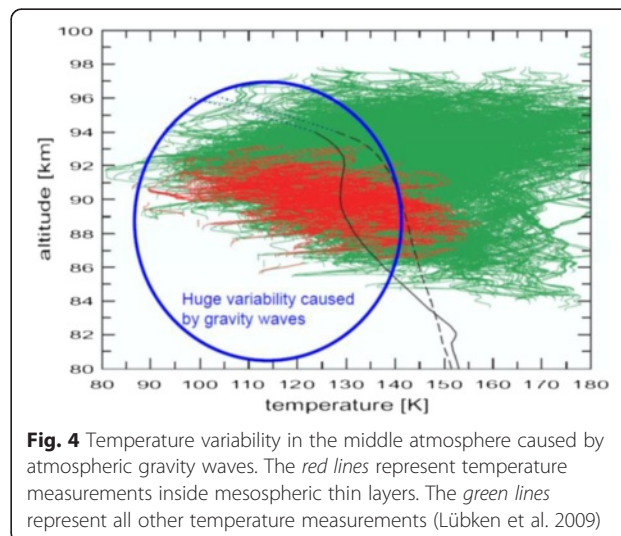 100
98
96
94
92
90
88
86
84
82
80
altitude [km]
Huge variability caused
by gravity waves
80 90 100 110 120 130 140 150 160 170 180
temperature [K]
Fig. 4 Temperature variability in the middle atmosphere caused by
atmospheric gravity waves. The red lines represent temperature
measurements inside mesospheric thin layers. The green lines
represent all other temperature measurements (Lübken et al. 2009)